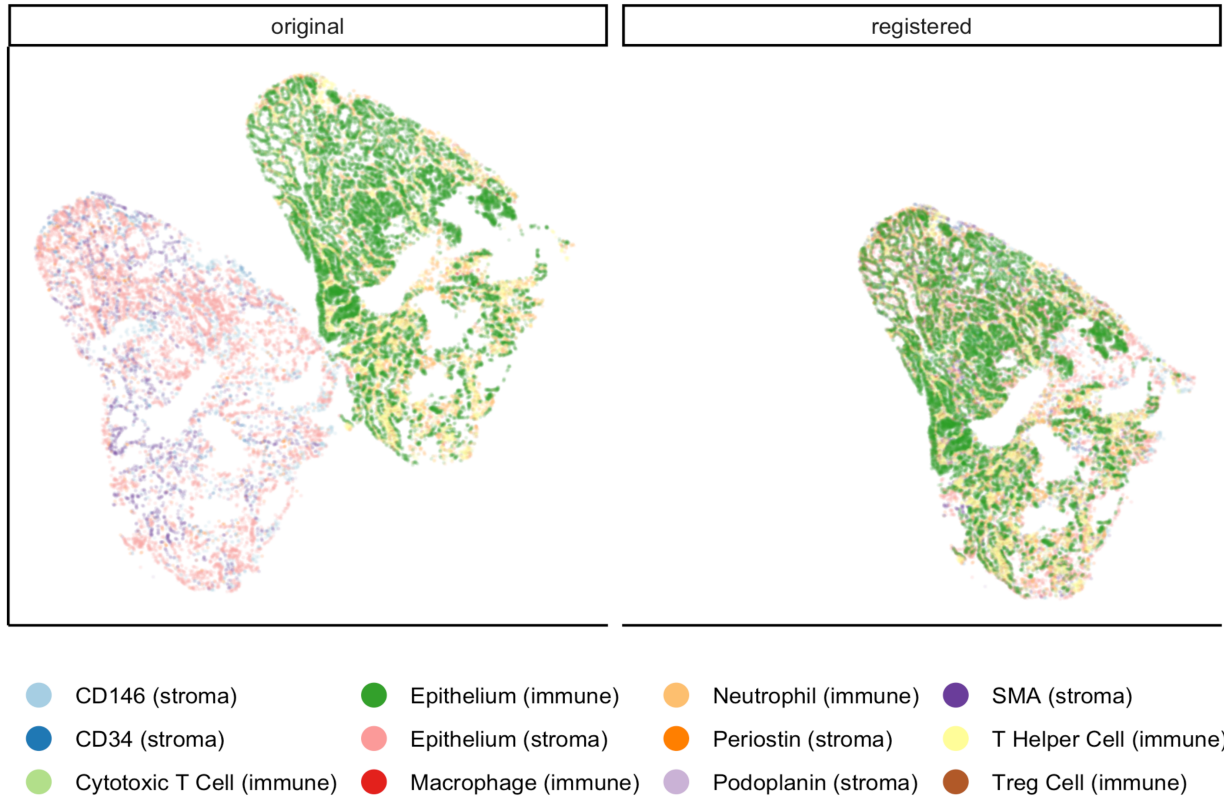 original
registered
CD146 (stroma)
Epithelium (immune)
Neutrophil (immune)
SMA (stroma)
CD34 (stroma)
Epithelium (stroma)
Periostin (stroma)
T Helper Cell (immune)
Cytotoxic T Cell (immune)
Macrophage (immune)
Podoplanin (stroma)
Treg Cell (immune)